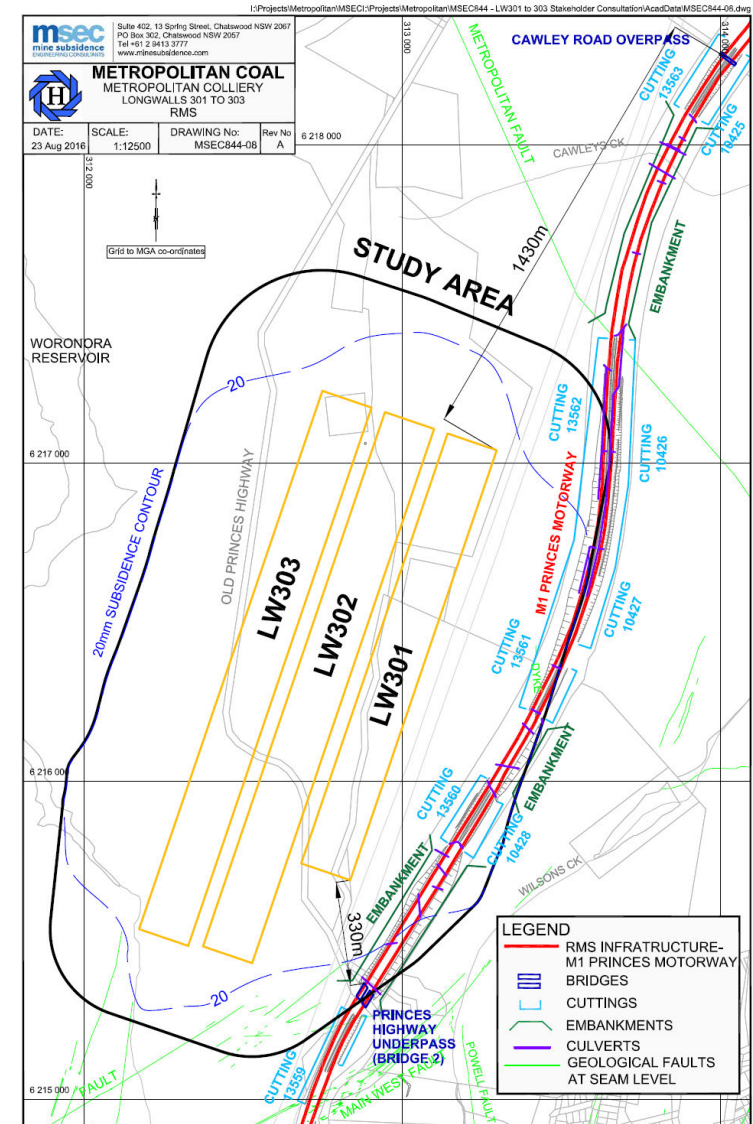 I:\Projects\Metropolitan\MSECI:\Projects\Metropolitan\MSEC844 - LW301 to 303 Stakeholder Consultation\AcadData\MSEC844-08.dwg
msec
mine subsidence
ENGINEERING CONSULTANTS
Suite 402, 13 Spring Street, Chatswood NSW 2067
PO Box 302, Chatswood NSW 2057
Tel +61 2 9413 3777
www.minesubsidence.com
H
METROPOLITAN COAL
METROPOLITAN COLLIERY
LONGWALLS 301 TO 303
RMS
DATE:
23 Aug 2016
SCALE:
1:12500
DRAWING No:
MSEC844-08
Rev No
A
312 000
313 000
314 000
6 218 000
6 217 000
6 216 000
6 215 000
Grid to MGA co-ordinates
CAWLEY ROAD OVERPASS
METROPOLITAN FAULT
CUTTING
13563
CUTTING
10425
CAWLEYS CK
EMBANKMENT
1430m
STUDY AREA
WORONORA
RESERVOIR
20
CUTTING
13562
CUTTING
10426
M1 PRINCES MOTORWAY
OLD PRINCES HIGHWAY
20mm SUBSIDENCE CONTOUR
LW303
LW302
LW301
CUTTING
10427
CUTTING
13561
DYKE
EMBANKMENT
CUTTING
13560
CUTTING
10428
EMBANKMENT
WILSONS CK
330m
20
PRINCES
HIGHWAY
UNDERPASS
(BRIDGE 2)
CUTTING
13559
FAULT
MAIN WEST FAULT
POWELL FAULT
LEGEND
RMS INFRATRUCTURE-
M1 PRINCES MOTORWAY
BRIDGES
CUTTINGS
EMBANKMENTS
CULVERTS
GEOLOGICAL FAULTS
AT SEAM LEVEL